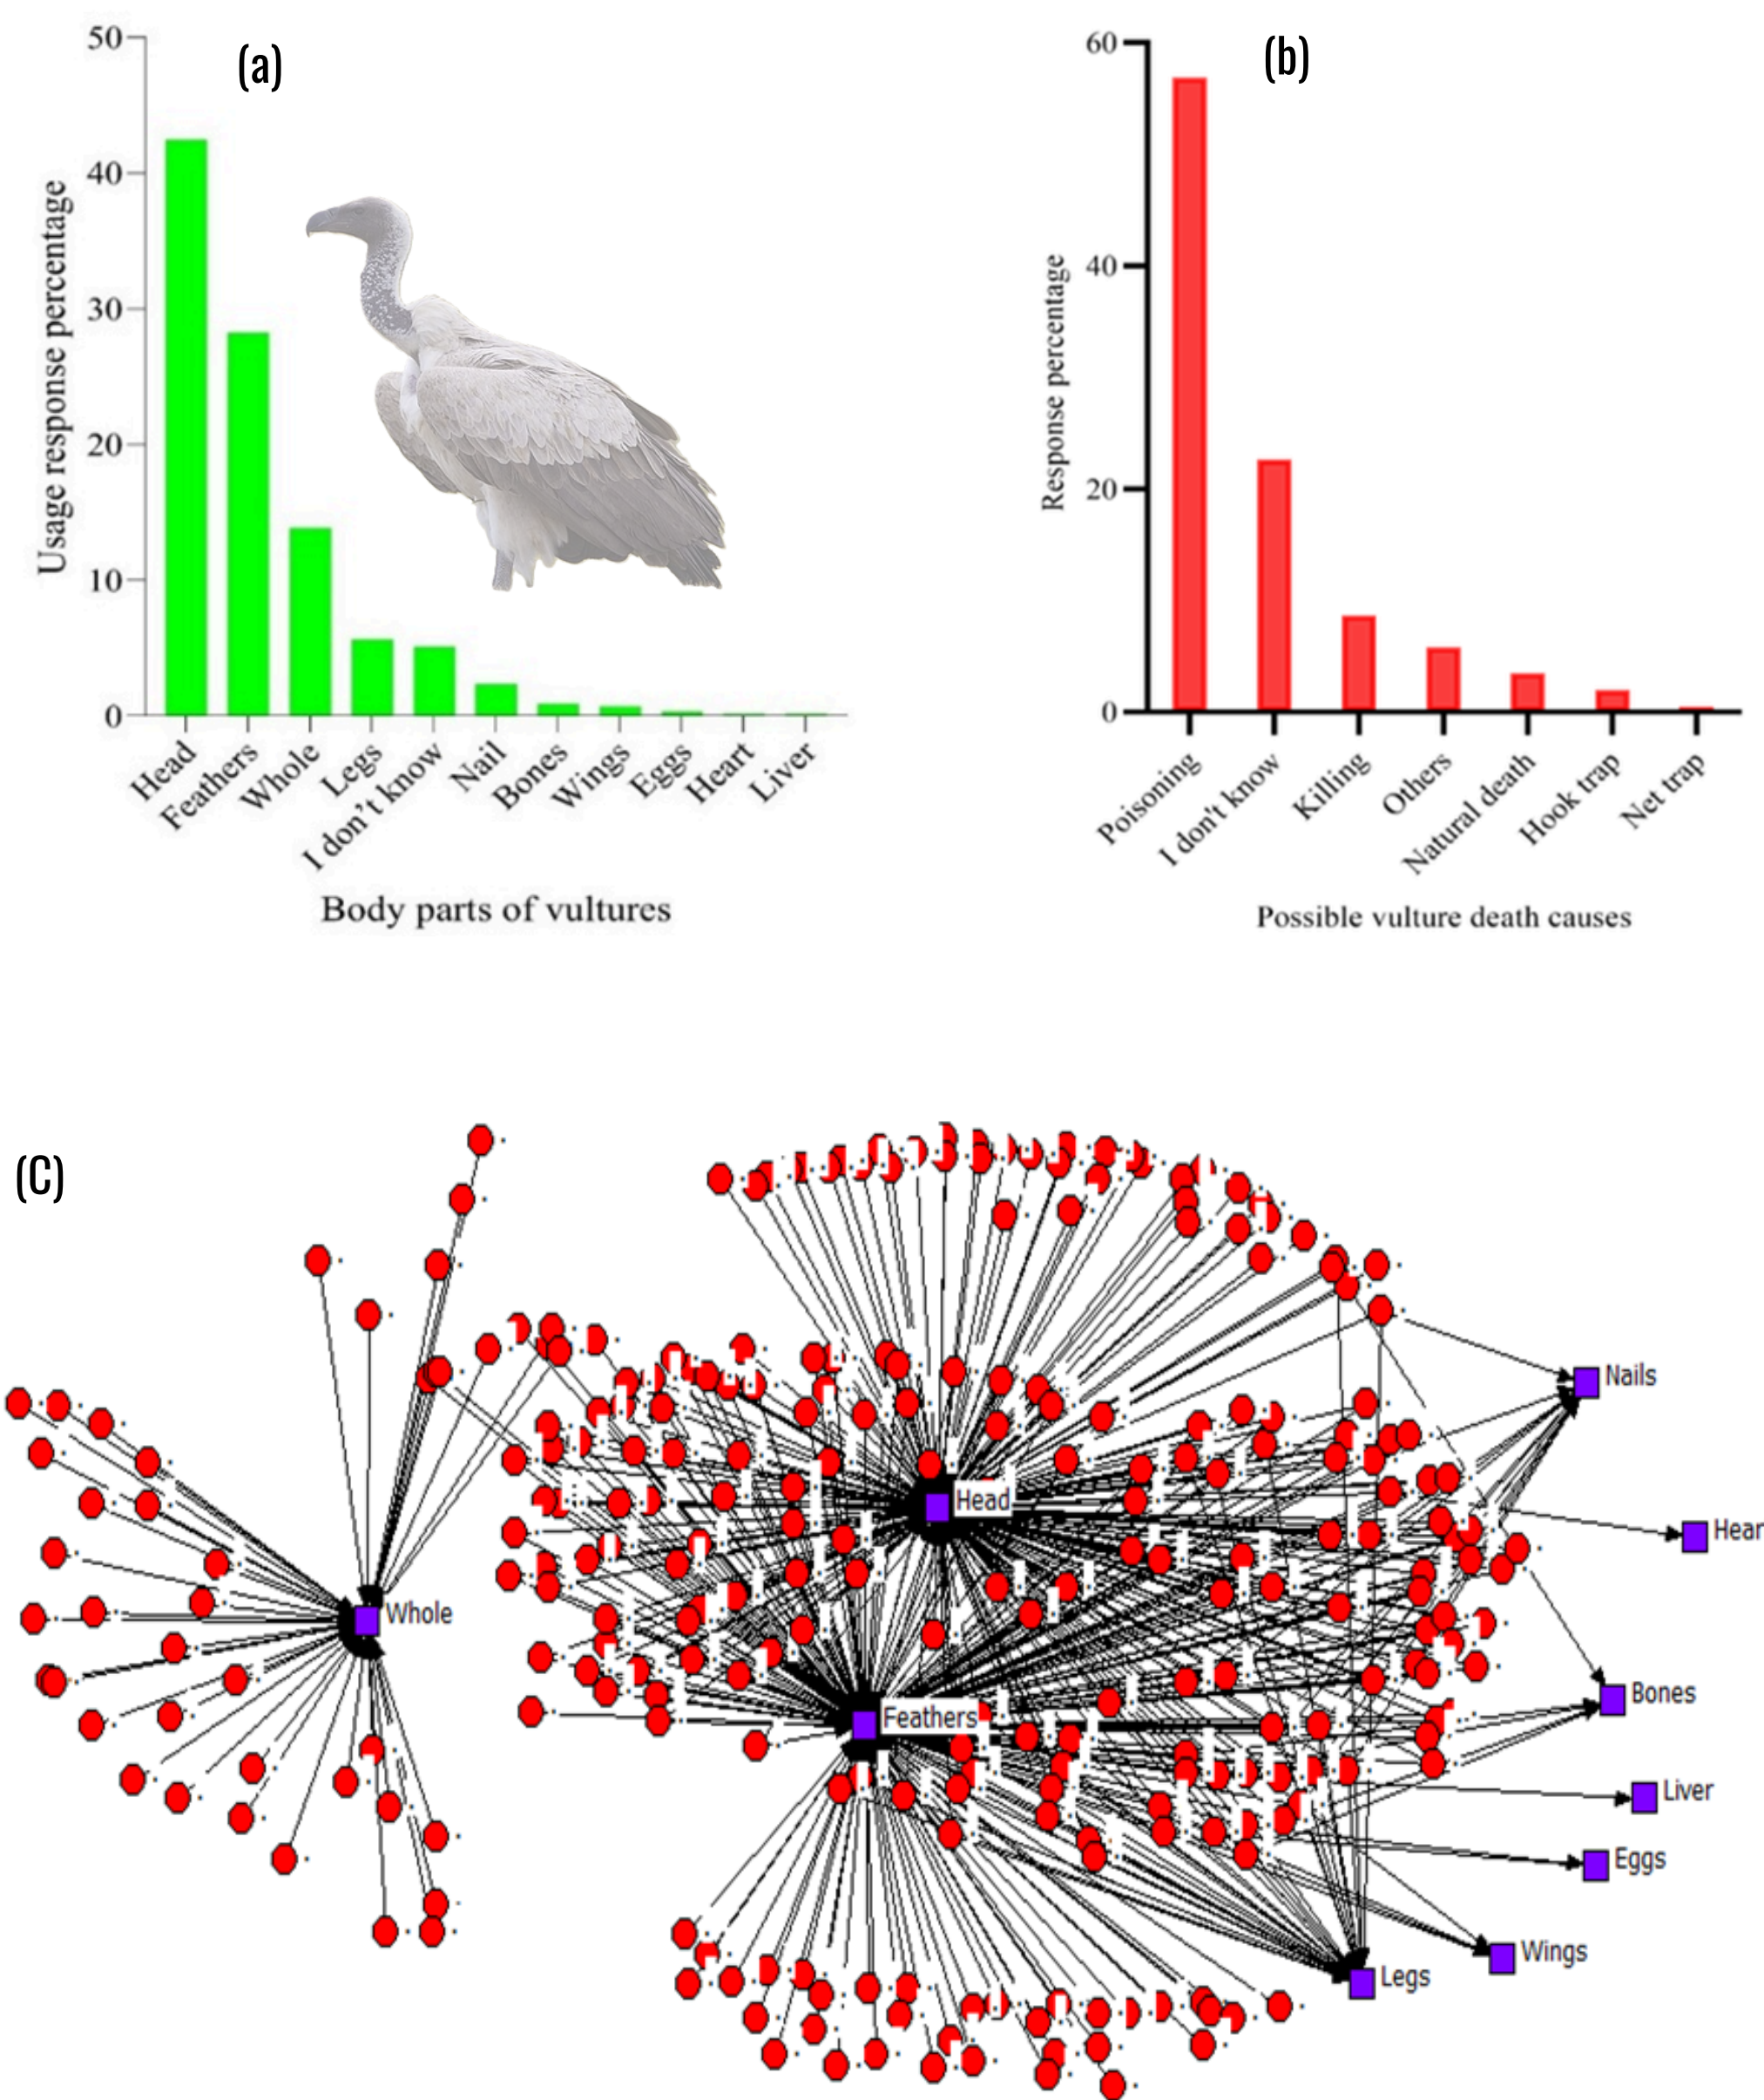 (a)
50
40
30
20
10
0
Usage response percentage
Head
Feathers
Whole
Legs
I don't know
Nail
Bones
Wings
Eggs
Heart
Liver
Body parts of vultures
(b)
60
40
20
0
Response percentage
Poisoning
I don't know
Killing
Others
Natural death
Hook trap
Net trap
Possible vulture death causes
(C)
Nails
Head
Hear
Whole
Bones
Feathers
Liver
Eggs
Wings
Legs